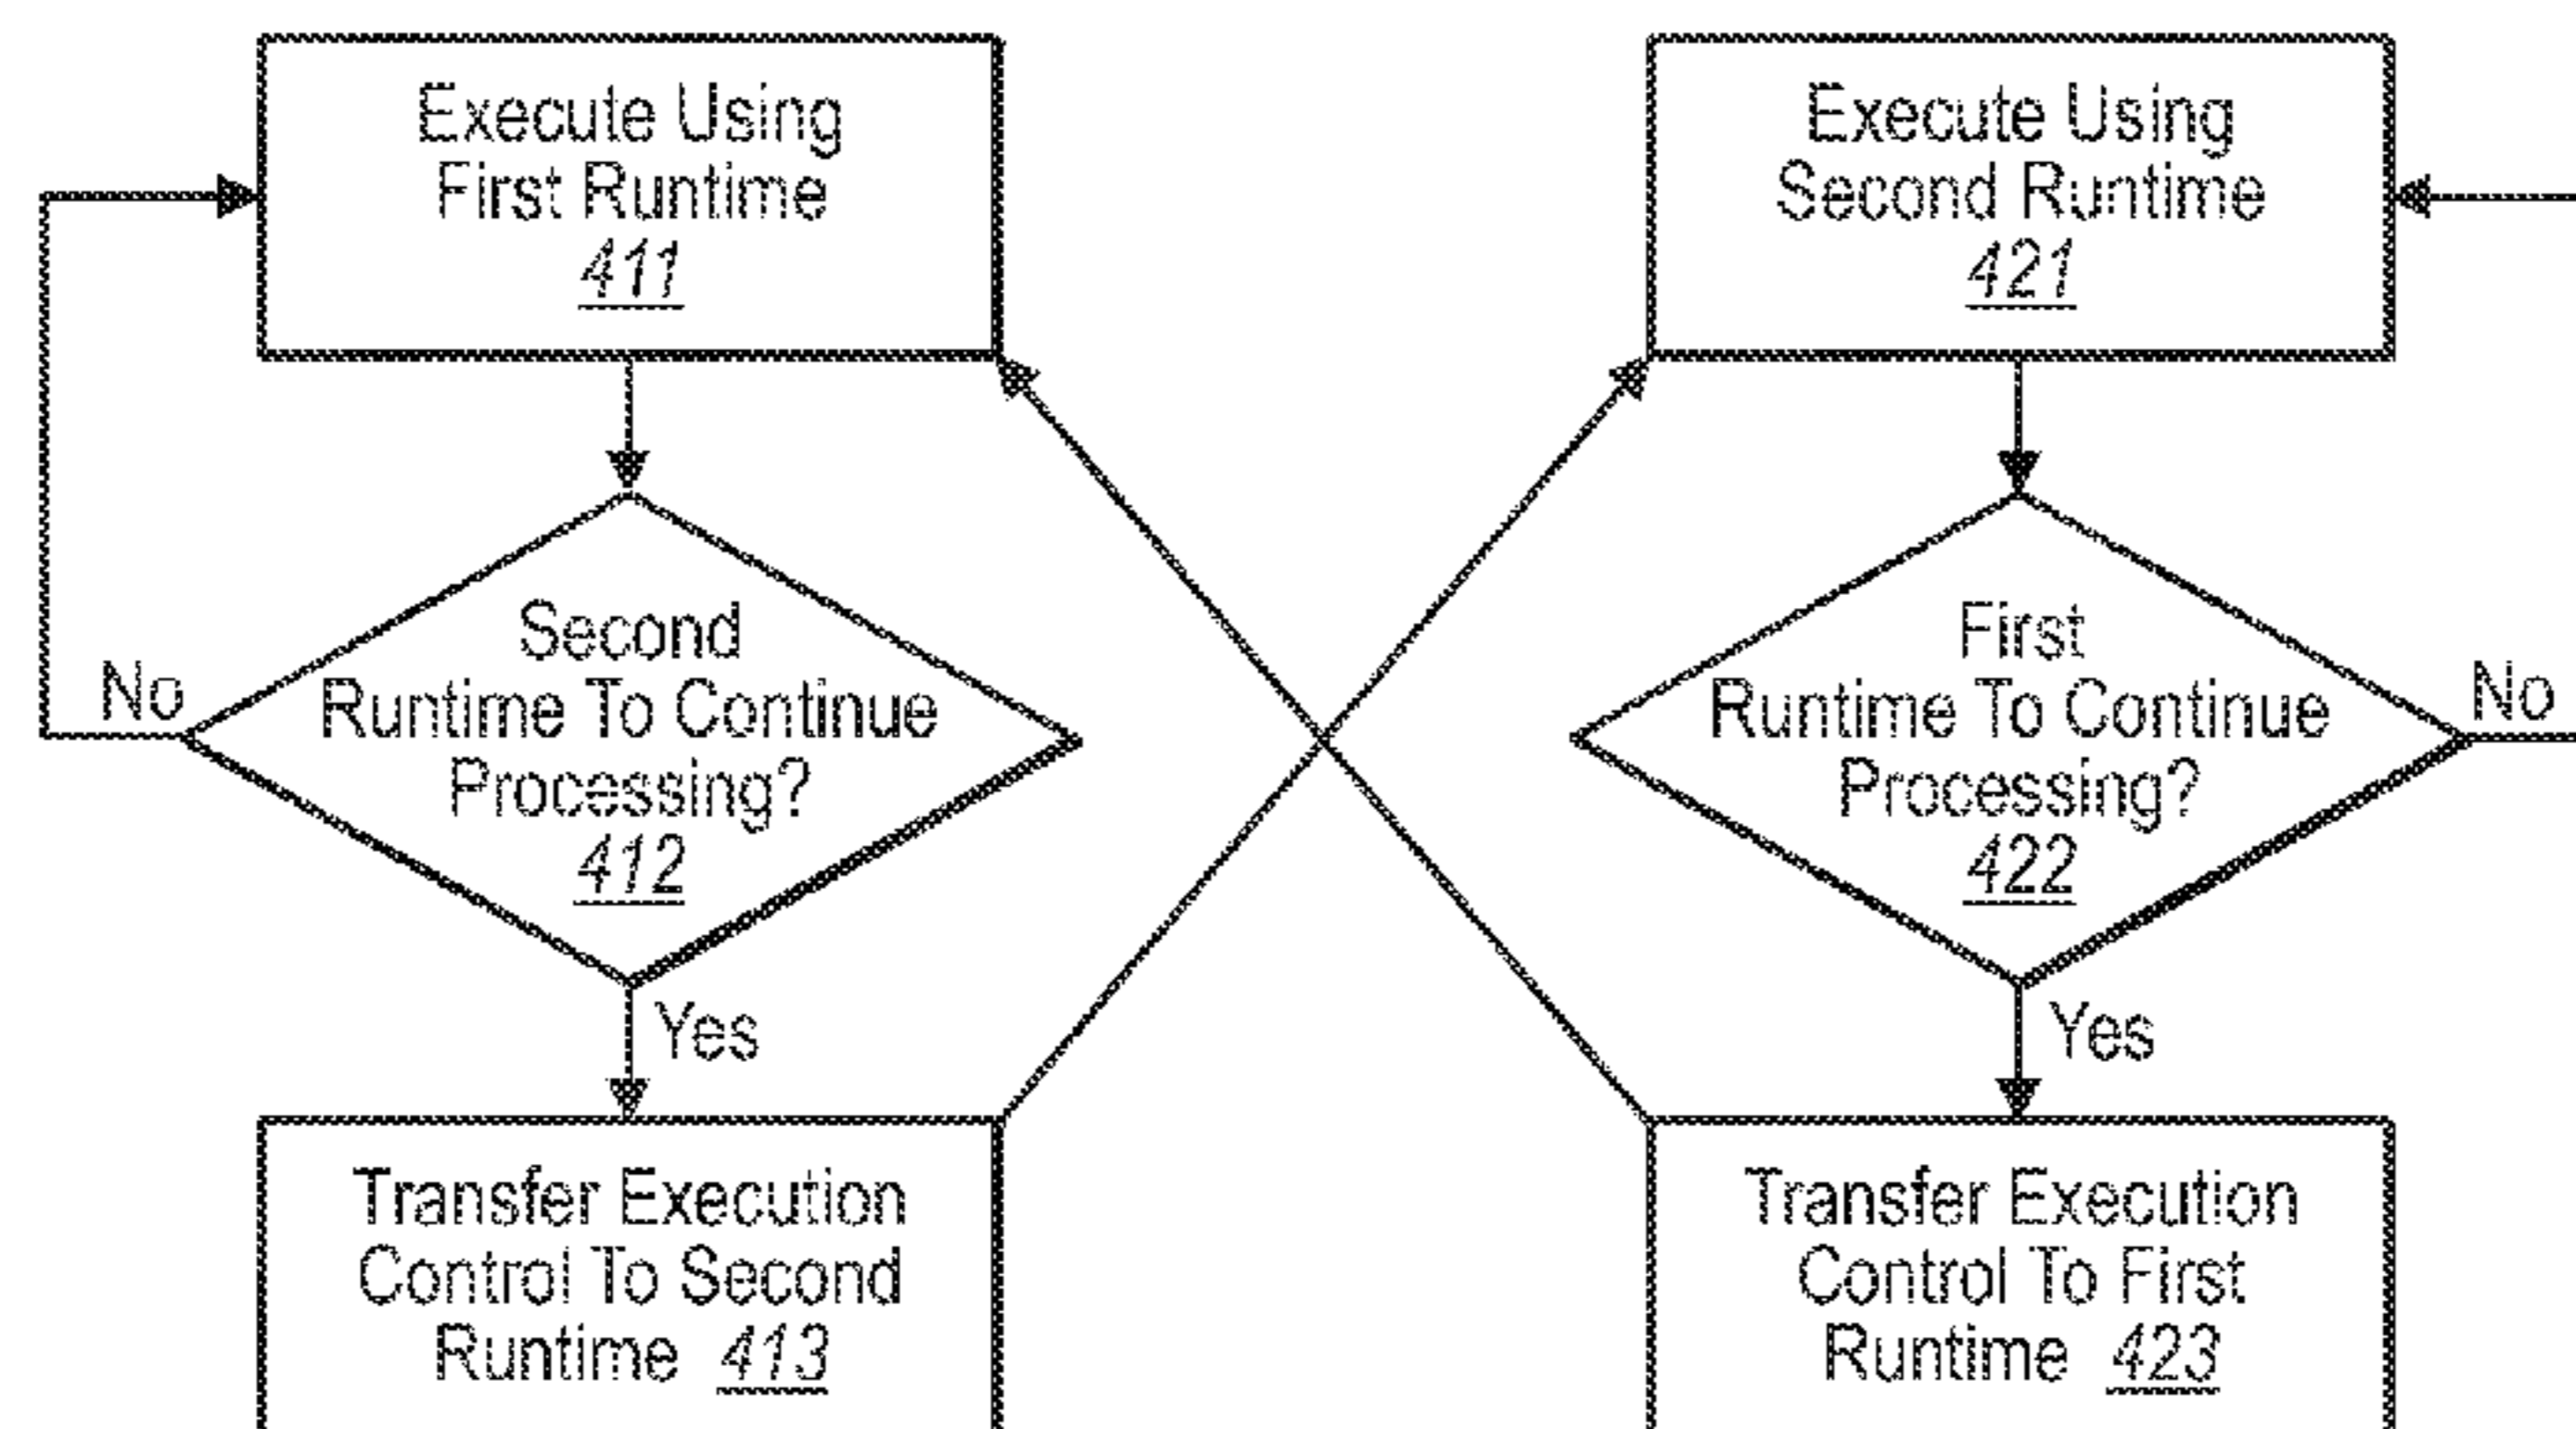 Execute Using
First Runtime
411
Second
Runtime To Continue
Processing?
412
No
Yes
Transfer Execution
Control To Second
Runtime 413
Execute Using
Second Runtime
421
First
Runtime To Continue
Processing?
422
No
Yes
Transfer Execution
Control To First
Runtime 423